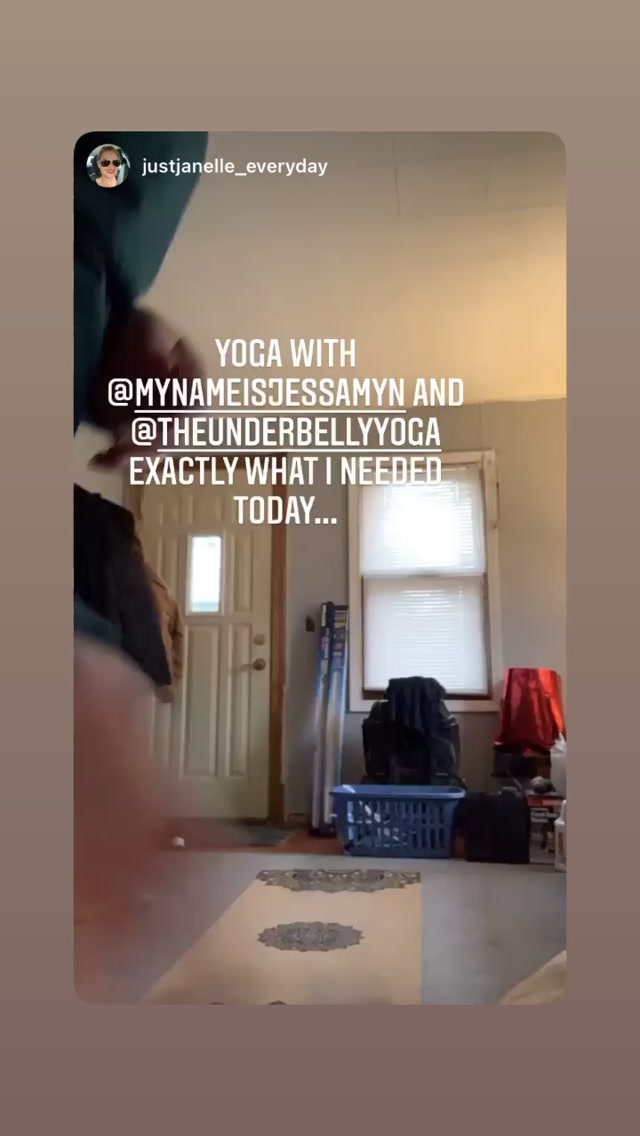 justjanelle_everyday
YOGA WITH
@MYNAMEISJESSAMYN AND
@THEUNDERBELLYYOGA
EXACTLY WHAT I NEEDED
TODAY...